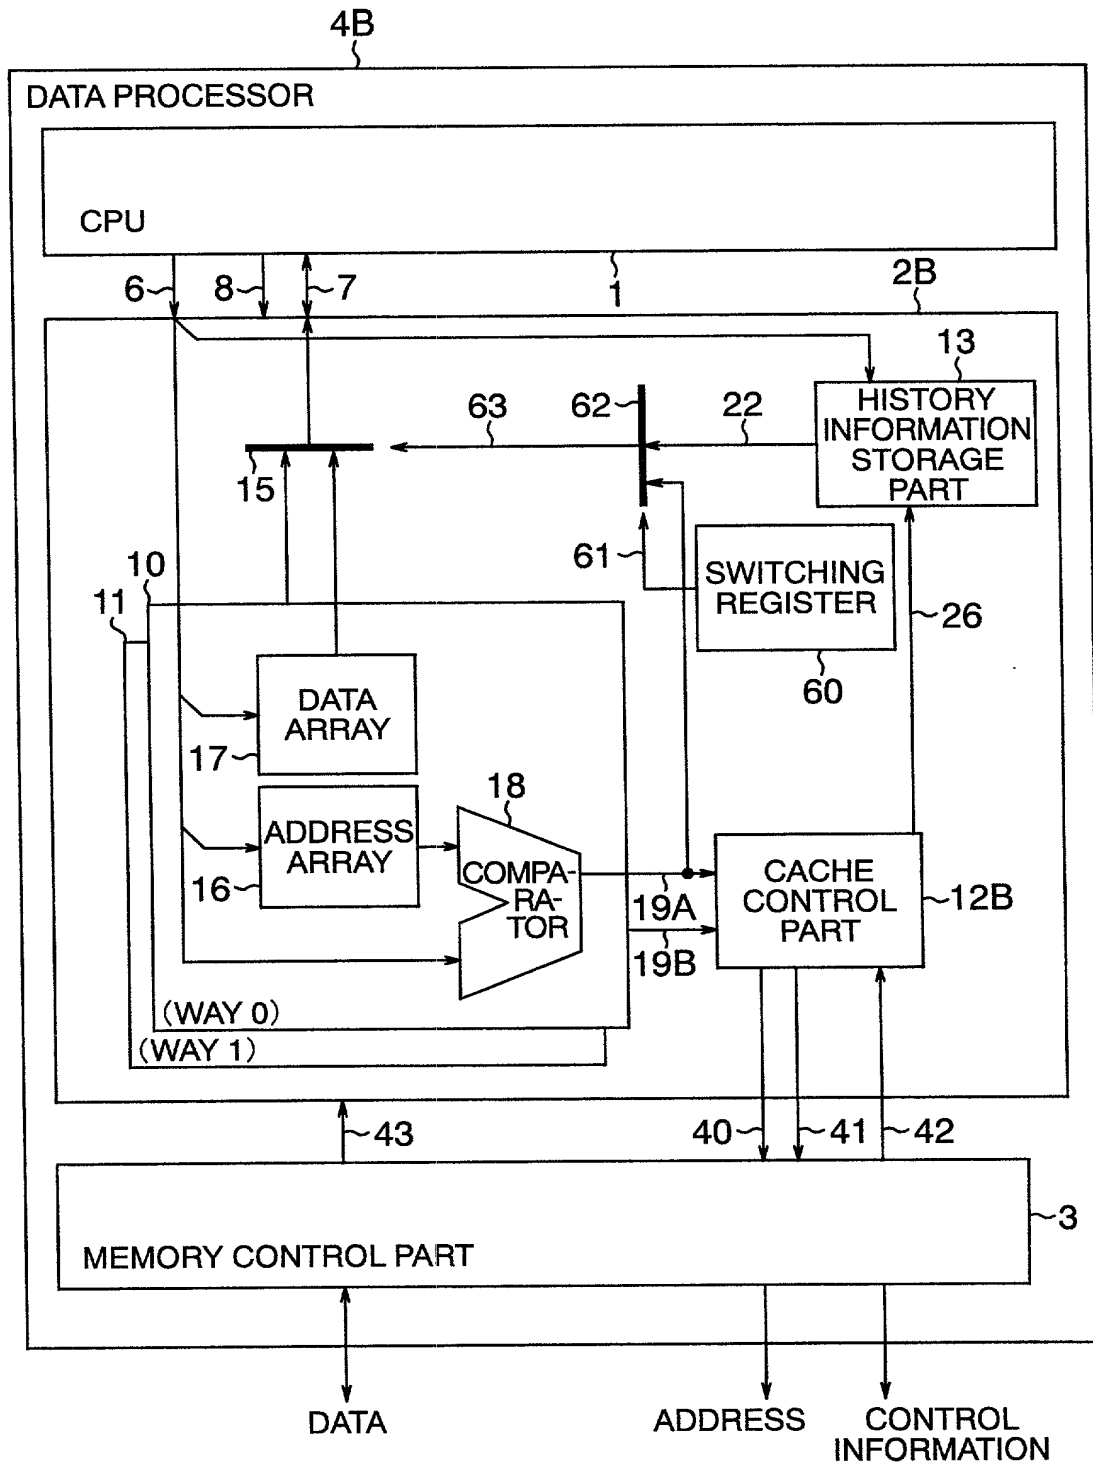 4B
DATA PROCESSOR
CPU
6
8
7
1
2B
13
HISTORY
INFORMATION
STORAGE
PART
63
62
22
15
61
SWITCHING
REGISTER
26
60
10
11
DATA
ARRAY
17
18
ADDRESS
ARRAY
16
COMPA-
RA-
TOR
19A
19B
CACHE
CONTROL
PART
12B
(WAY 0)
(WAY 1)
43
40
41
42
3
MEMORY CONTROL PART
DATA
ADDRESS
CONTROL
INFORMATION